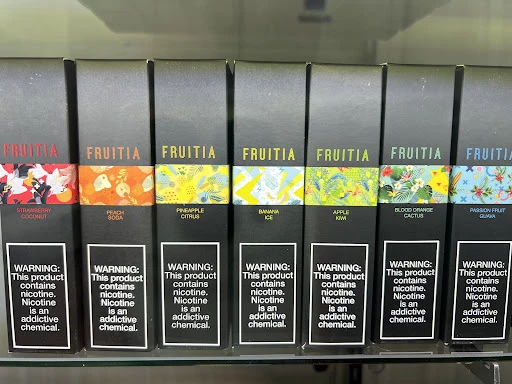 FRUITIA
STRAWBERRY
COCONUT
WARNING:
This product
contains
nicotine.
Nicotine
is an
addictive
chemical.
FRUITIA
PEACH
SODA
WARNING:
This product
contains
nicotine.
Nicotine
is an
addictive
chemical.
FRUITIA
PINEAPPLE
CITRUS
WARNING:
This product
contains
nicotine.
Nicotine
is an
addictive
chemical.
FRUITIA
BANANA
ICE
WARNING:
This product
contains
nicotine.
Nicotine
is an
addictive
chemical.
FRUITIA
APPLE
KIWI
WARNING:
This product
contains
nicotine.
Nicotine
is an
addictive
chemical.
FRUITIA
BLOOD ORANGE
CACTUS
WARNING:
This product
contains
nicotine.
Nicotine
is an
addictive
chemical.
FRUITIA
PASSION FRUIT
GUAVA
WARNING:
This product
contains
nicotine.
Nicotine
is an
addictive
chemical.